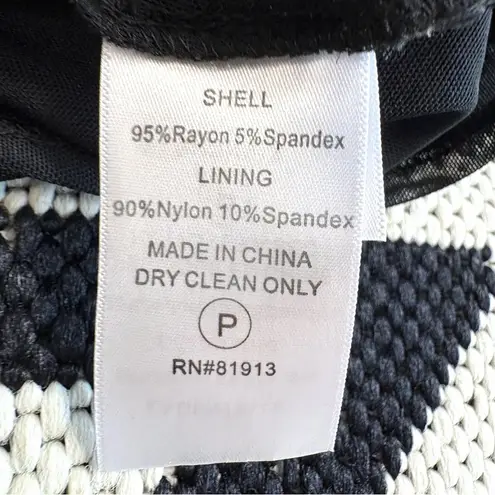 SHELL
95%Rayon 5%Spandex
LINING
90%Nylon 10%Spandex
MADE IN CHINA
DRY CLEAN ONLY
P
RN#81913